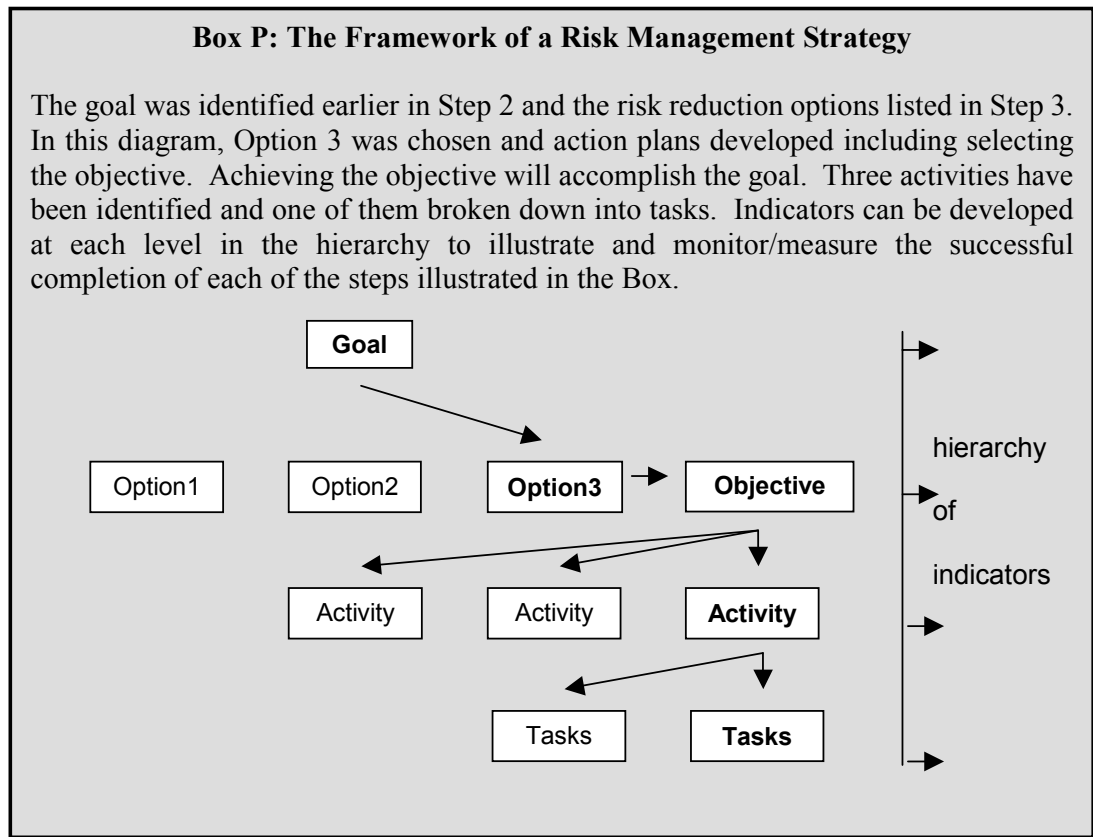 Box P: The Framework of a Risk Management Strategy
The goal was identified earlier in Step 2 and the risk reduction options listed in Step 3.
In this diagram, Option 3 was chosen and action plans developed including selecting
the objective. Achieving the objective will accomplish the goal. Three activities have
been identified and one of them broken down into tasks. Indicators can be developed
at each level in the hierarchy to illustrate and monitor/measure the successful
completion of each of the steps illustrated in the Box.
Goal
Option1 Option2 Option3 Objective
Activity Activity Activity
Tasks Tasks
hierarchy
of
indicators